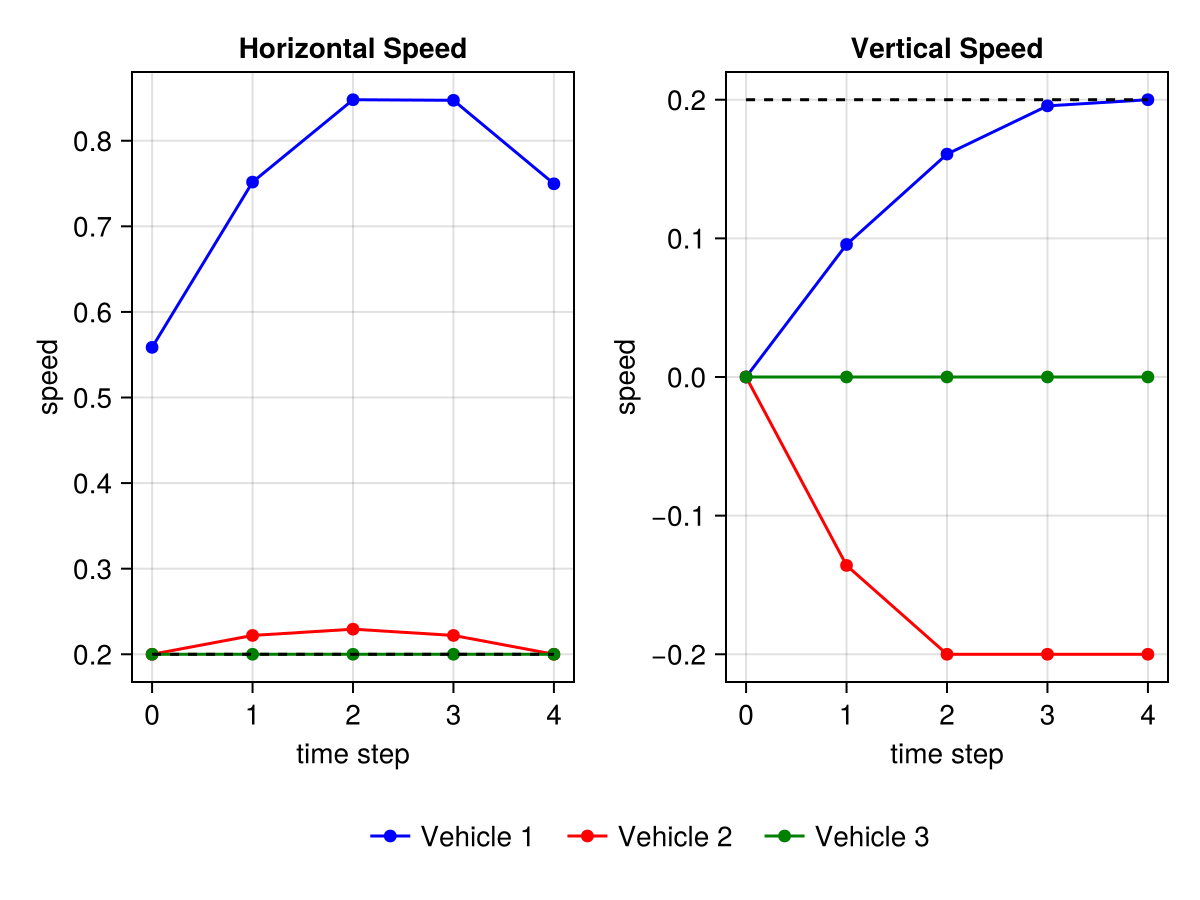 Horizontal Speed
0.8
0.7
0.6
0.5
0.4
0.3
0.2
speed
0 1 2 3 4
time step
Vertical Speed
0.2
0.1
0.0
−0.1
−0.2
speed
0 1 2 3 4
time step
Vehicle 1 Vehicle 2 Vehicle 3